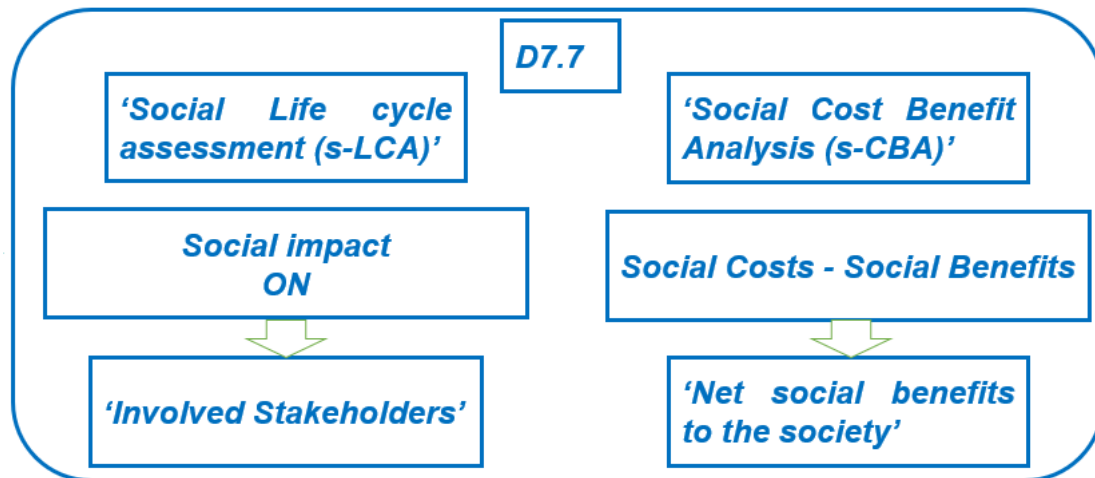 D7.7
‘Social Life cycle
assessment (s-LCA)’
‘Social Cost Benefit
Analysis (s-CBA)’
Social impact
ON
Social Costs - Social Benefits
‘Involved Stakeholders’
‘Net social benefits
to the society’